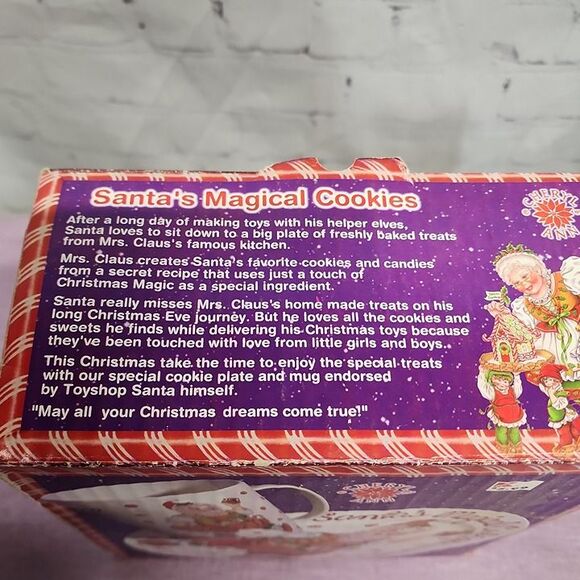 Santa's Magical Cookies
After a long day of making toys with his helper elves,
Santa loves to sit down to a big plate of freshly baked treats
from Mrs. Claus's famous kitchen.
Mrs. Claus creates Santa's favorite cookies and candies
from a secret recipe that uses just a touch of
Christmas Magic as a special ingredient.
Santa really misses Mrs. Claus's home made treats on his
long Christmas Eve journey. But he loves all the cookies and
sweets he finds while delivering his Christmas toys because
they've been touched with love from little girls and boys.
This Christmas take the time to enjoy the special treats
with our special cookie plate and mug endorsed
by Toyshop Santa himself.
"May all your Christmas dreams come true!"
CHERYL
ANN
CHERYL
ANN